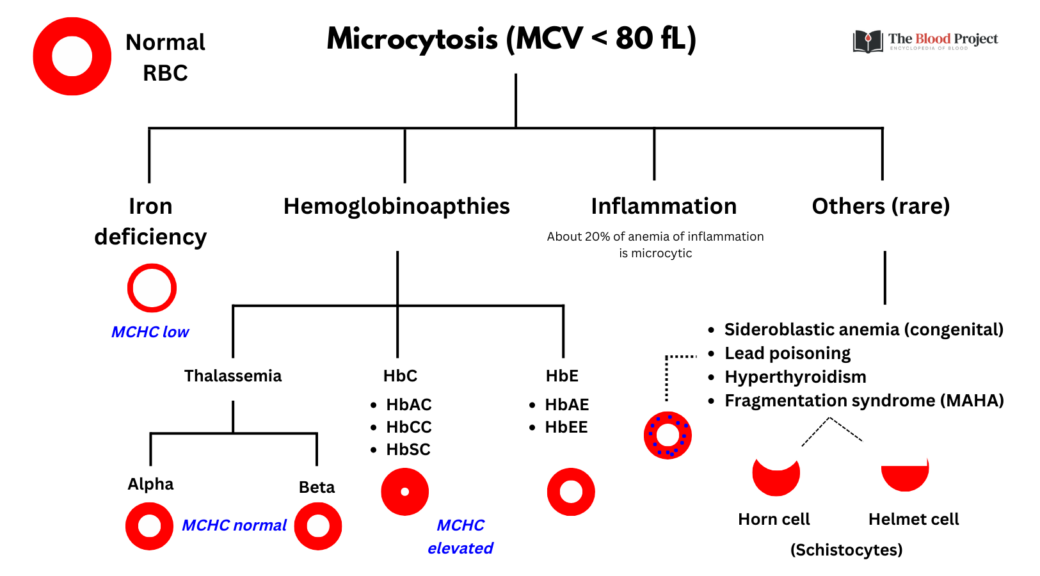 Normal
RBC
Microcytosis (MCV < 80 fL)
The Blood Project
ENCYCLOPEDIA OF BLOOD
Iron
deficiency
MCHC low
Hemoglobinoapthies
Inflammation
About 20% of anemia of inflammation
is microcytic
Others (rare)
• Sideroblastic anemia (congenital)
• Lead poisoning
• Hyperthyroidism
• Fragmentation syndrome (MAHA)
Thalassemia
HbC
• HbAC
• HbCC
• HbSC
HbE
• HbAE
• HbEE
Alpha
MCHC normal
Beta
MCHC
elevated
Horn cell
Helmet cell
(Schistocytes)